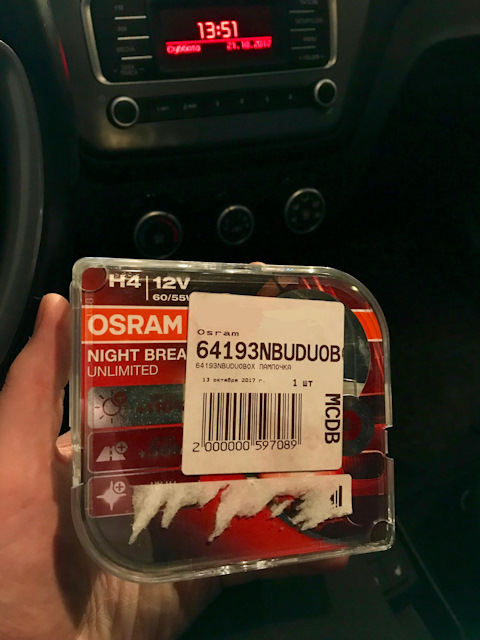 13:51
Суббота 21.10.2017
H4 12V
60/55W
OSRAM
NIGHT BREA
UNLIMITED
Osram
64193NBUDUOB
64193NBUDUOBOX ЛАМПОЧКА
13 октября 2017 г.
1 шт
MCDB
2 000000 597089